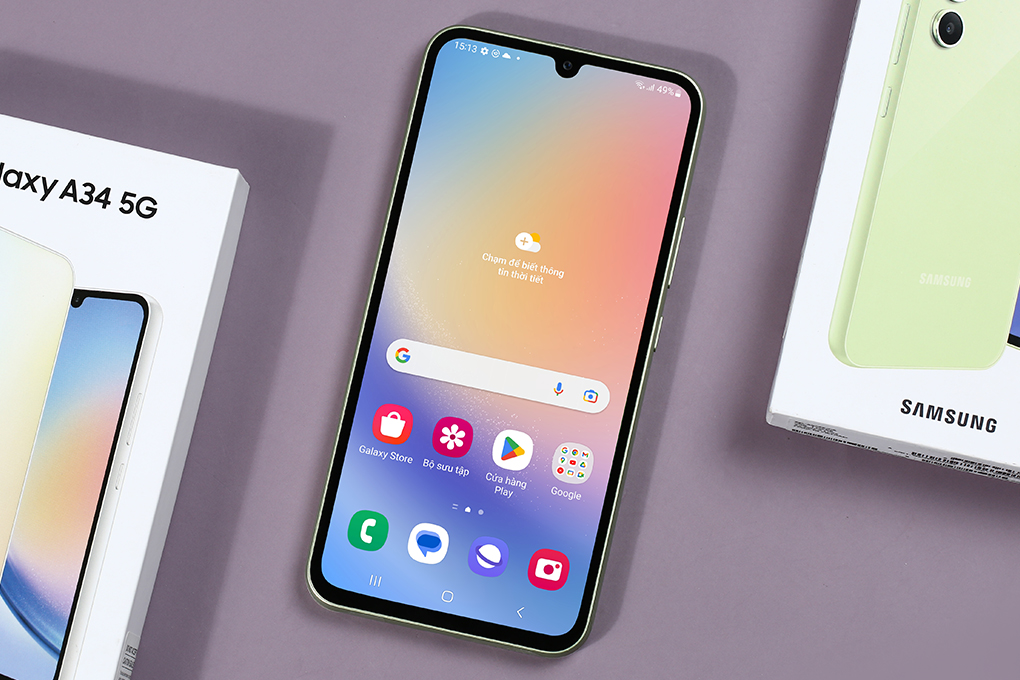 laxy A34 5G
15:13
49%
Chạm để biết thông
tin thời tiết
Galaxy Store
Bộ sưu tập
Cửa hàng
Play
Google
SAMSUNG
SAMSUNG